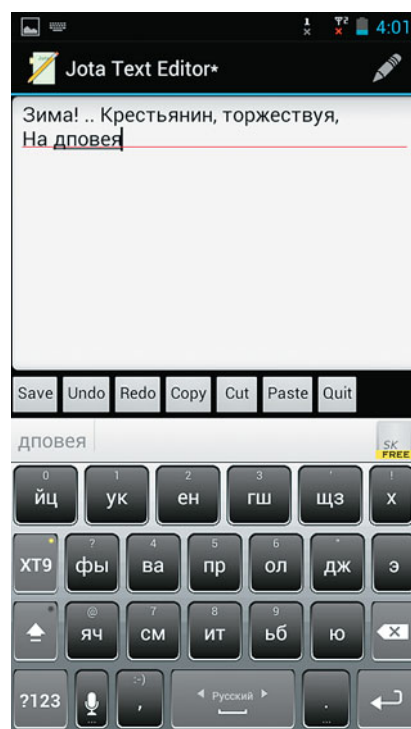 4:01
Jota Text Editor*
Зима! .. Крестьянин, торжествуя,
На дповея
Save Undo Redo Copy Cut Paste Quit
дповея
SK
FREE
0 1 2 3 ' !
йц ук ен гш щз х
? 4 5 6 "
ХТ9 фы ва пр ол дж э
@ 7 8 9
яч см ит ьб ю
:-)
?123 , Русский .